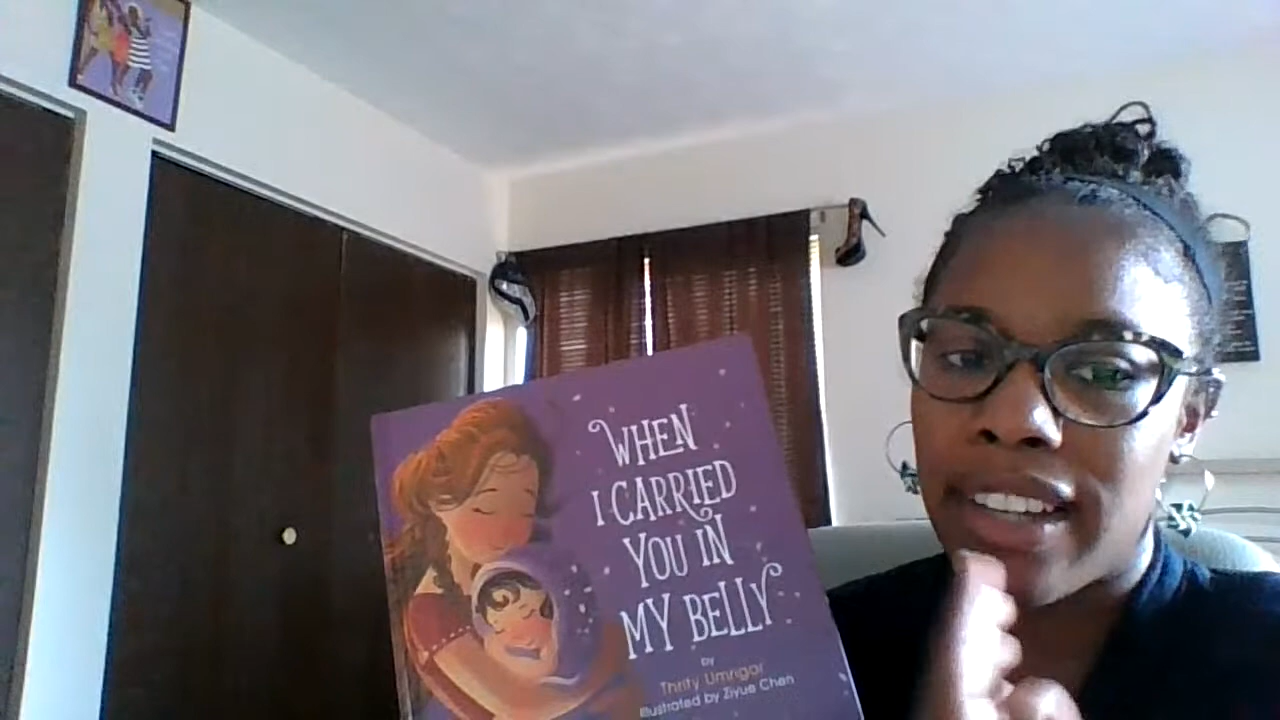 WHEN
I CARRIED
YOU IN
MY BELLY
by
Thrity Umrigar
Illustrated by Ziyue Chen